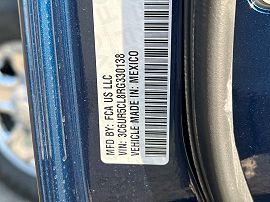 MFD BY: FCA US LLC
VIN: 3C6UR5CL8RG330138
VEHICLE MADE IN: MEXICO